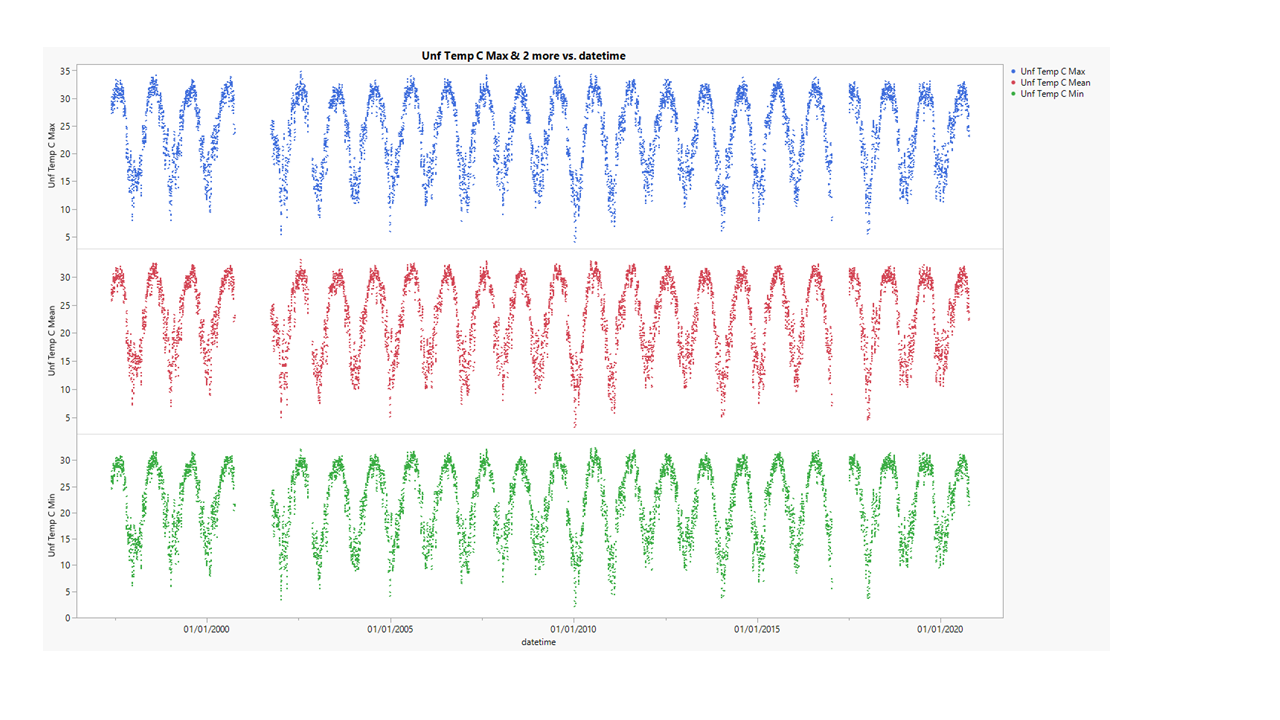 Unf Temp C Max & 2 more vs. datetime
Unf Temp C Max
Unf Temp C Mean
Unf Temp C Min
35
30
25
20
15
10
5
Unf Temp C Max
30
25
20
15
10
5
Unf Temp C Mean
30
25
20
15
10
5
0
Unf Temp C Min
01/01/2000 01/01/2005 01/01/2010 01/01/2015 01/01/2020
datetime